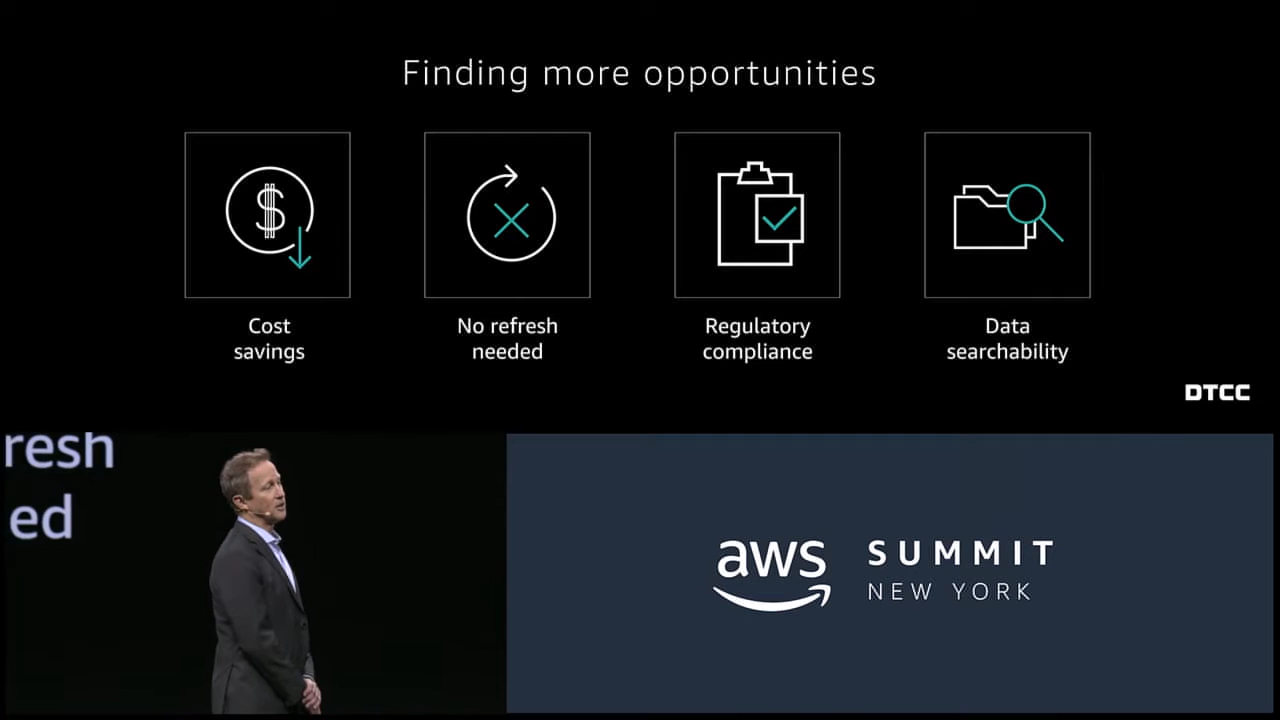 Finding more opportunities
Cost
savings
No refresh
needed
Regulatory
compliance
Data
searchability
DTCC
resh
ed
aws
SUMMIT
NEW YORK